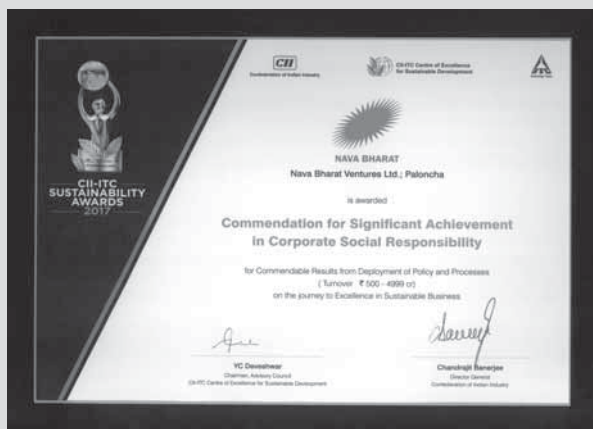 CII
Confederation of Indian Industry
CII-ITC Centre of Excellence
for Sustainable Development
ITC
NAVA BHARAT
Nava Bharat Ventures Ltd.; Paloncha
is awarded
CII-ITC
SUSTAINABILITY
AWARDS
2017
Commendation for Significant Achievement
in Corporate Social Responsibility
for Commendable Results from Deployment of Policy and Processes
( Turnover ₹ 500 - 4999 cr)
on the journey to Excellence in Sustainable Business
YC Deveshwar
Chairman, Advisory Council
CII-ITC Centre of Excellence for Sustainable Development
Chandrajit Banerjee
Director General
Confederation of Indian Industry